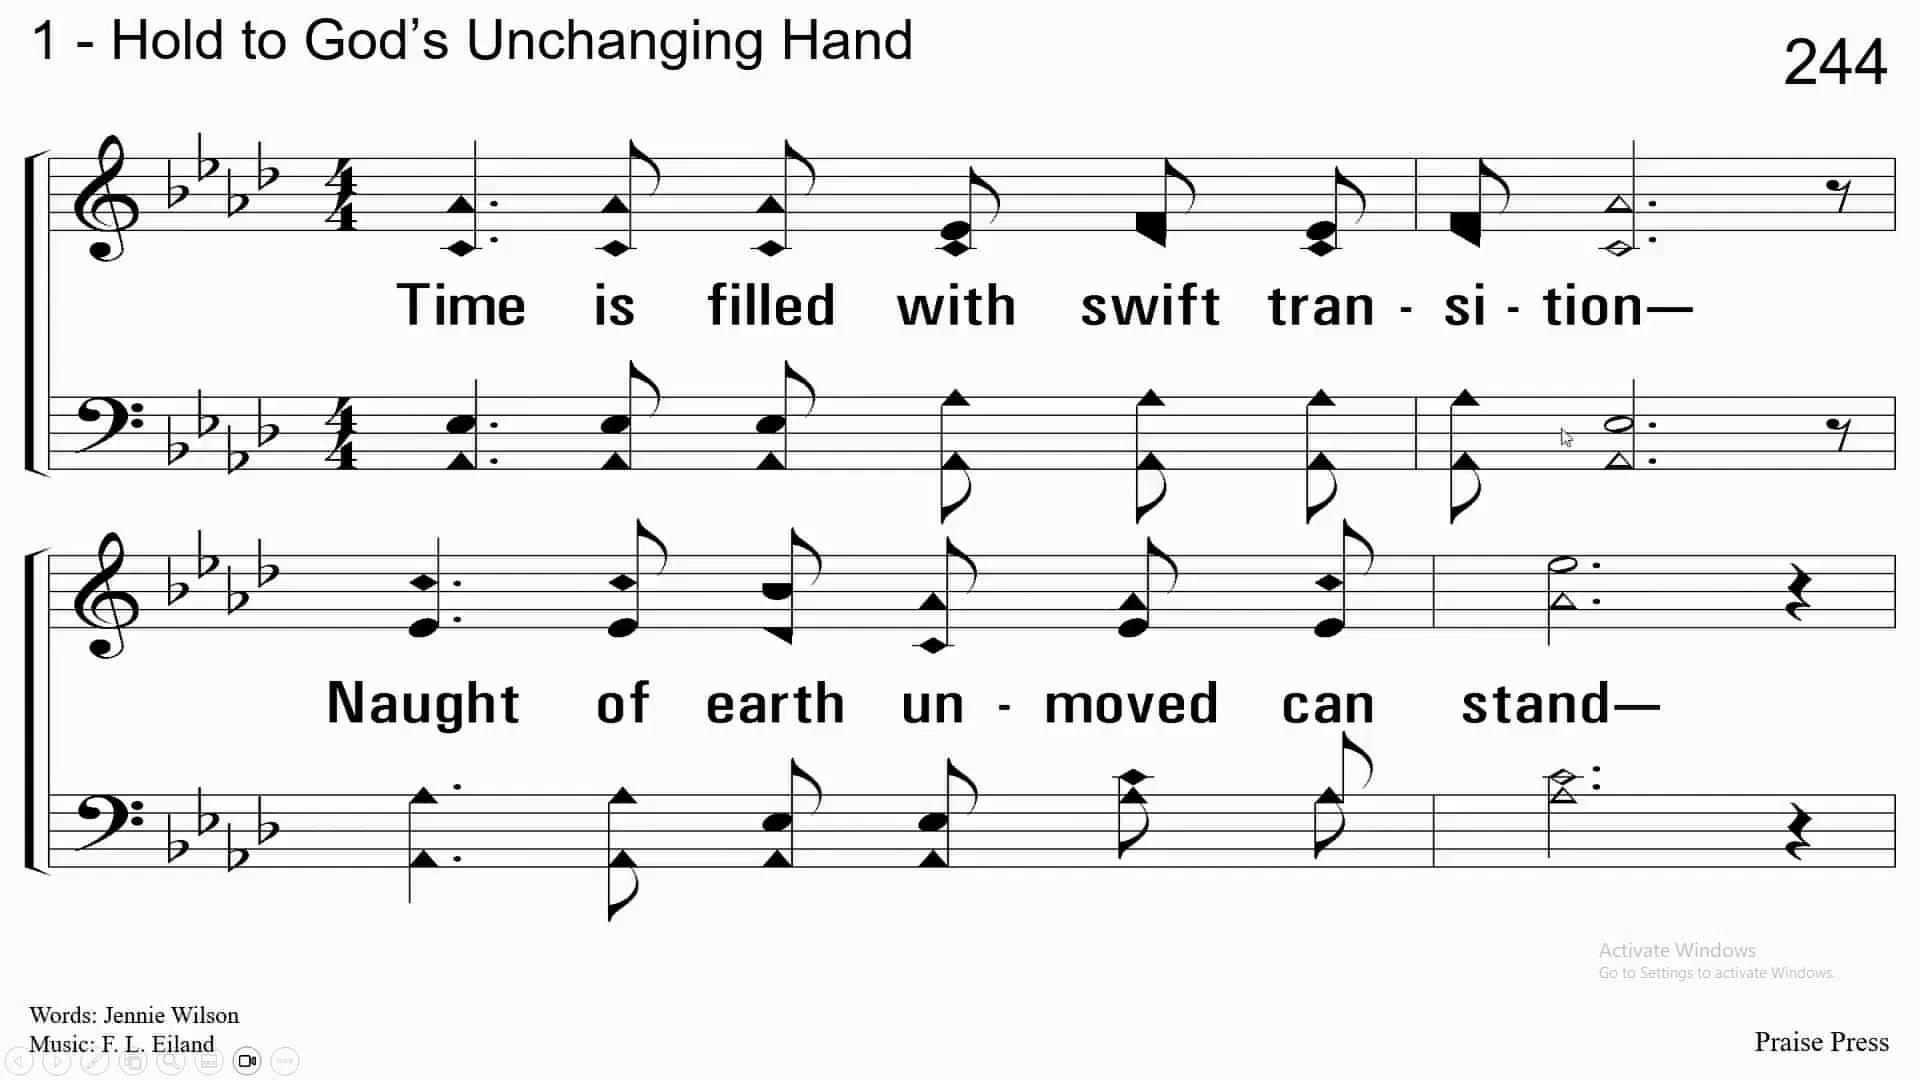 1 - Hold to God’s Unchanging Hand
244
Time is filled with swift tran - si - tion—
Naught of earth un - moved can stand—
Activate Windows
Go to Settings to activate Windows.
Words: Jennie Wilson
Music: F. L. Eiland
Praise Press